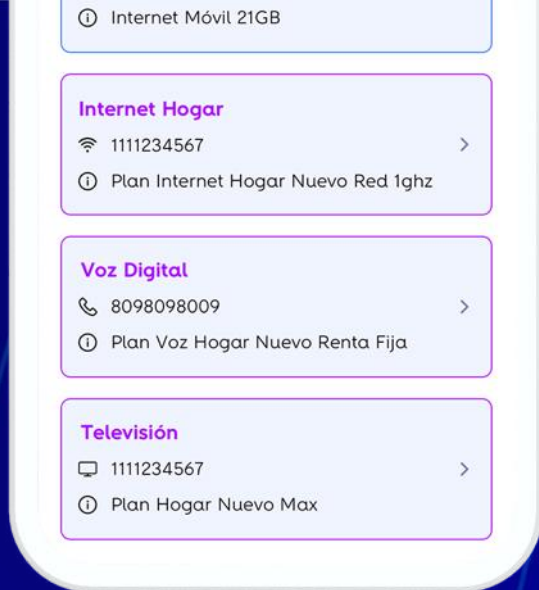 Internet Móvil 21GB
Internet Hogar
1111234567
Plan Internet Hogar Nuevo Red 1ghz
Voz Digital
8098098009
Plan Voz Hogar Nuevo Renta Fija
Televisión
1111234567
Plan Hogar Nuevo Max